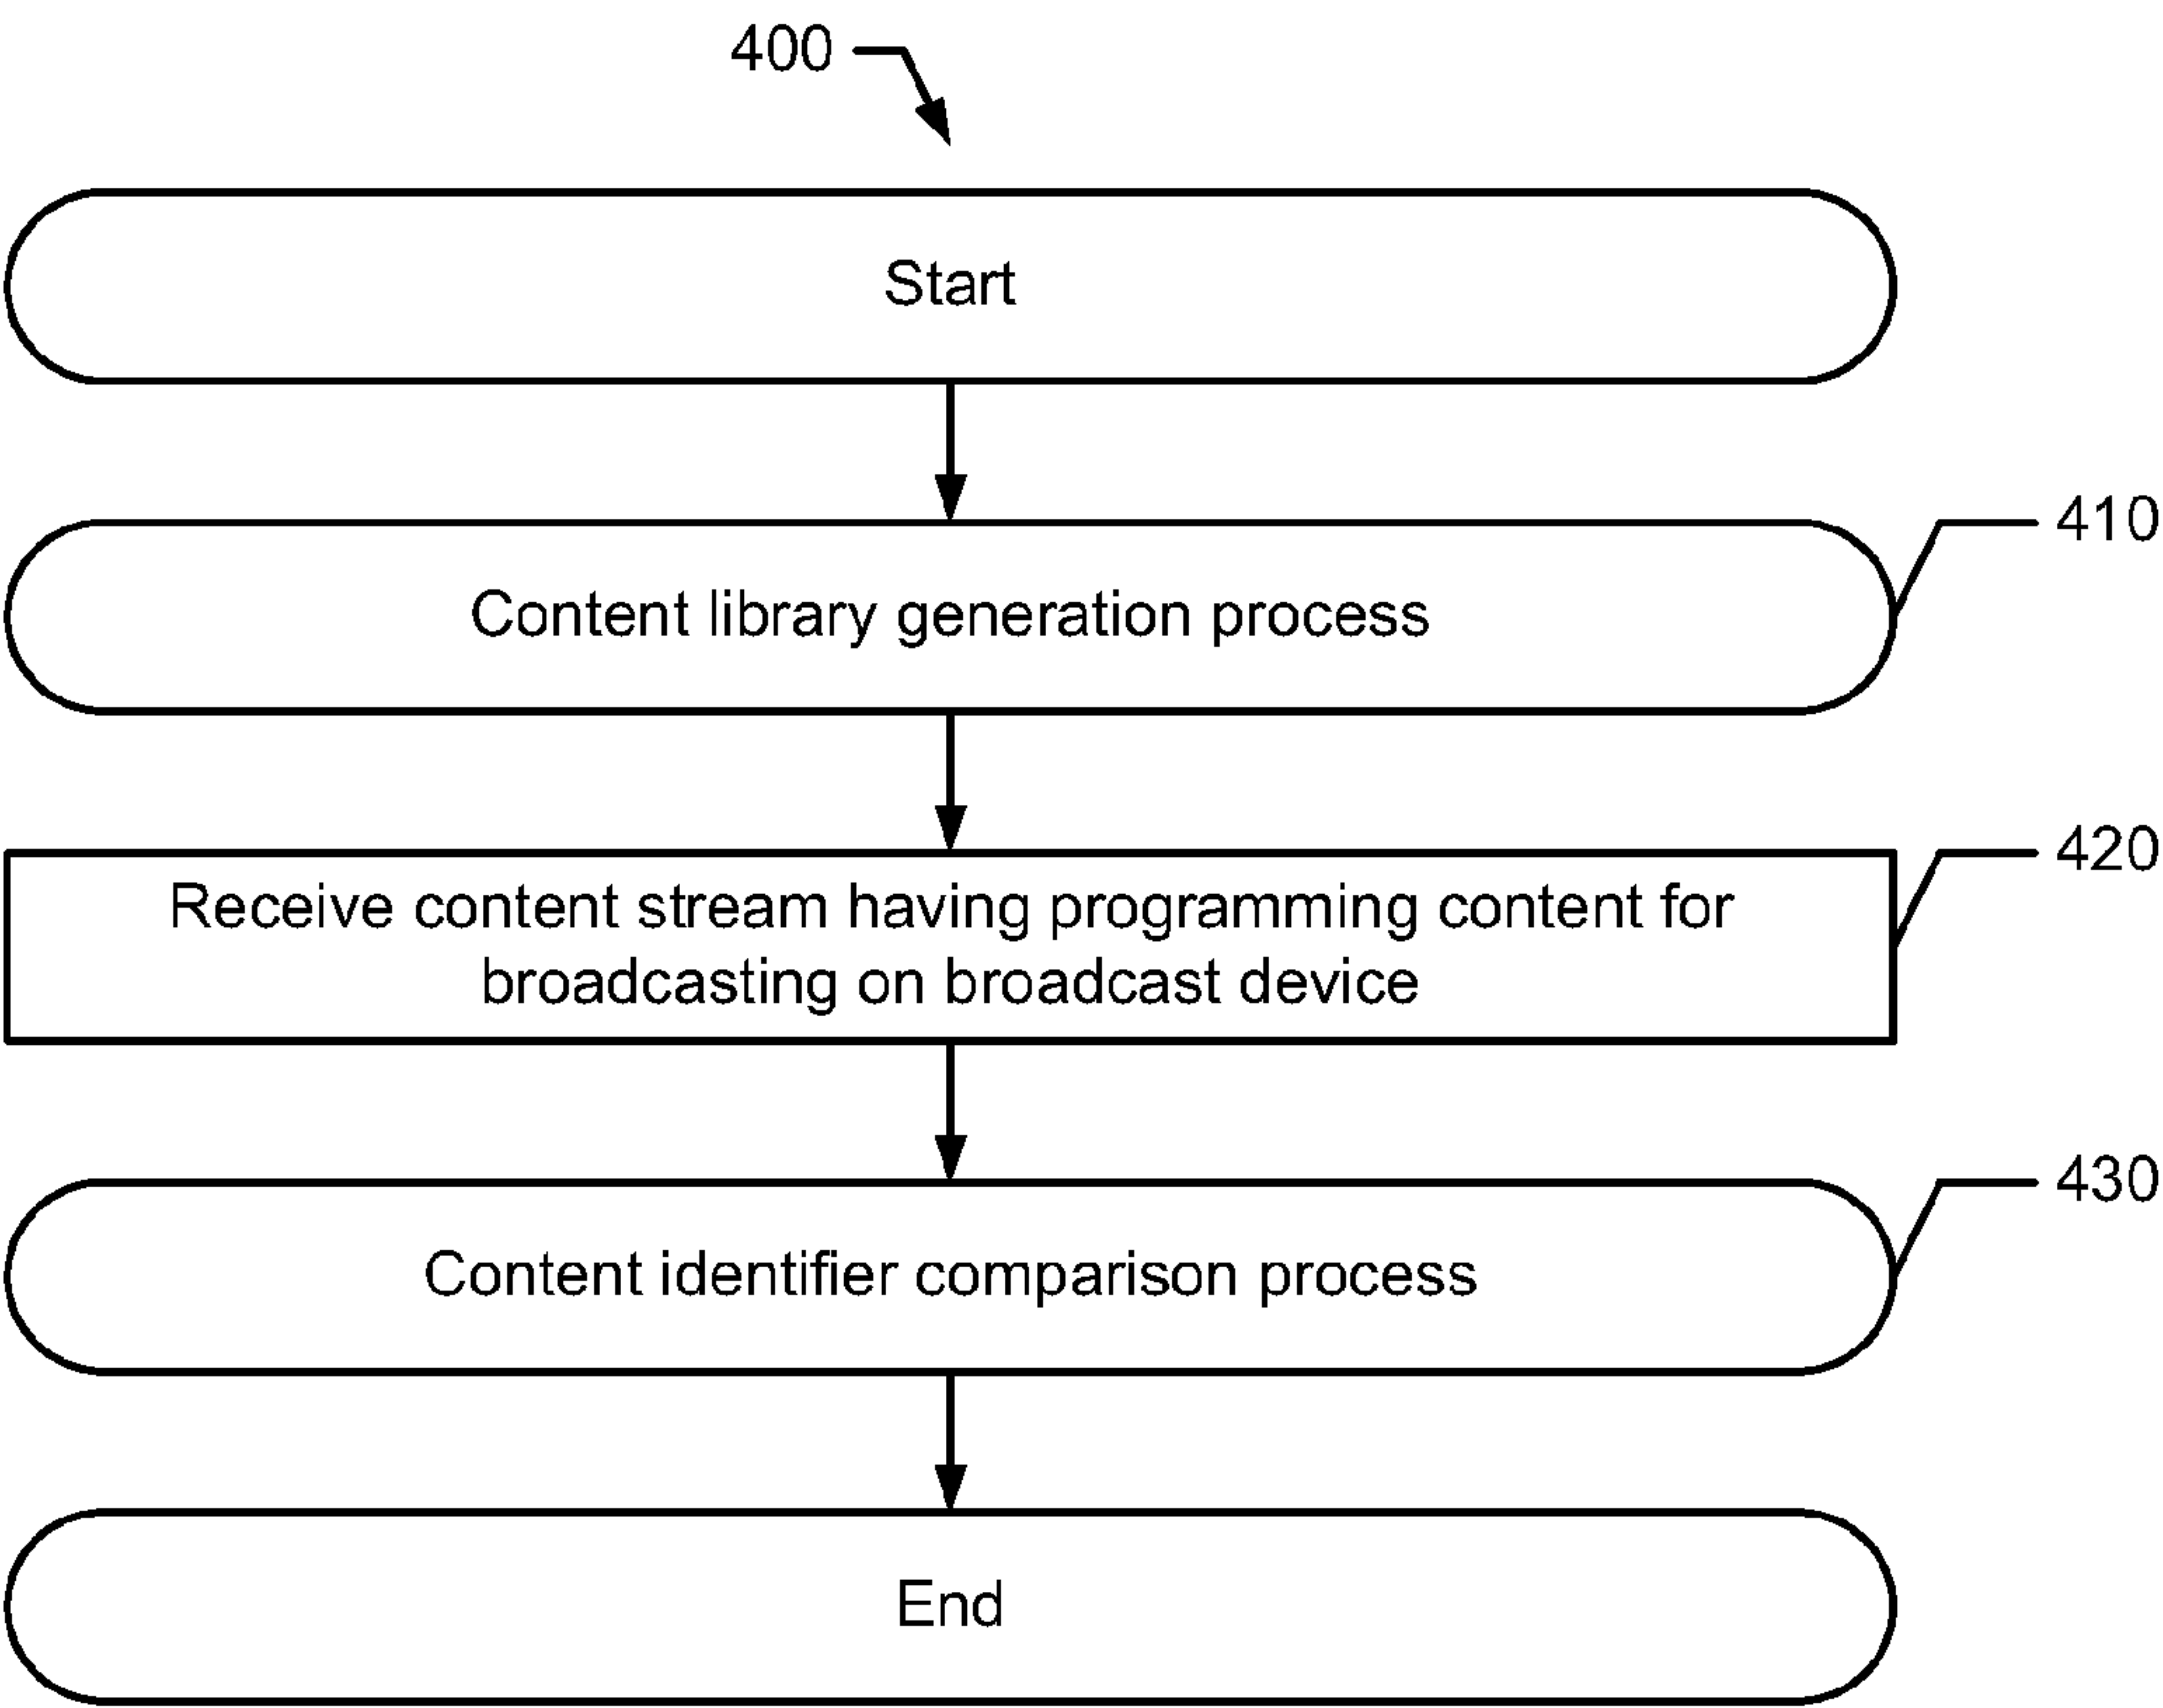 400
Start
410
Content library generation process
420
Receive content stream having programming content for
broadcasting on broadcast device
430
Content identifier comparison process
End